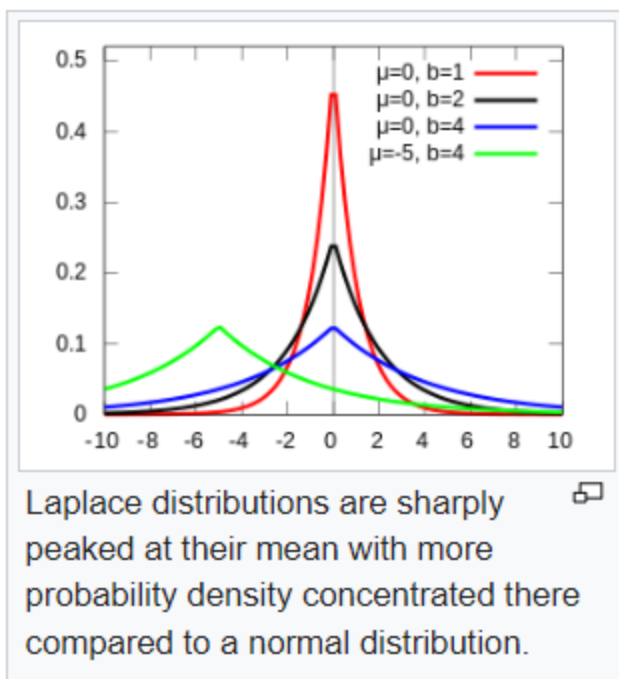 0.5
μ=0, b=1
μ=0, b=2
0.4
μ=0, b=4
μ=-5, b=4
0.3
0.2
0.1
0
-10 -8 -6 -4 -2 0 2 4 6 8 10
Laplace distributions are sharply
peaked at their mean with more
probability density concentrated there
compared to a normal distribution.